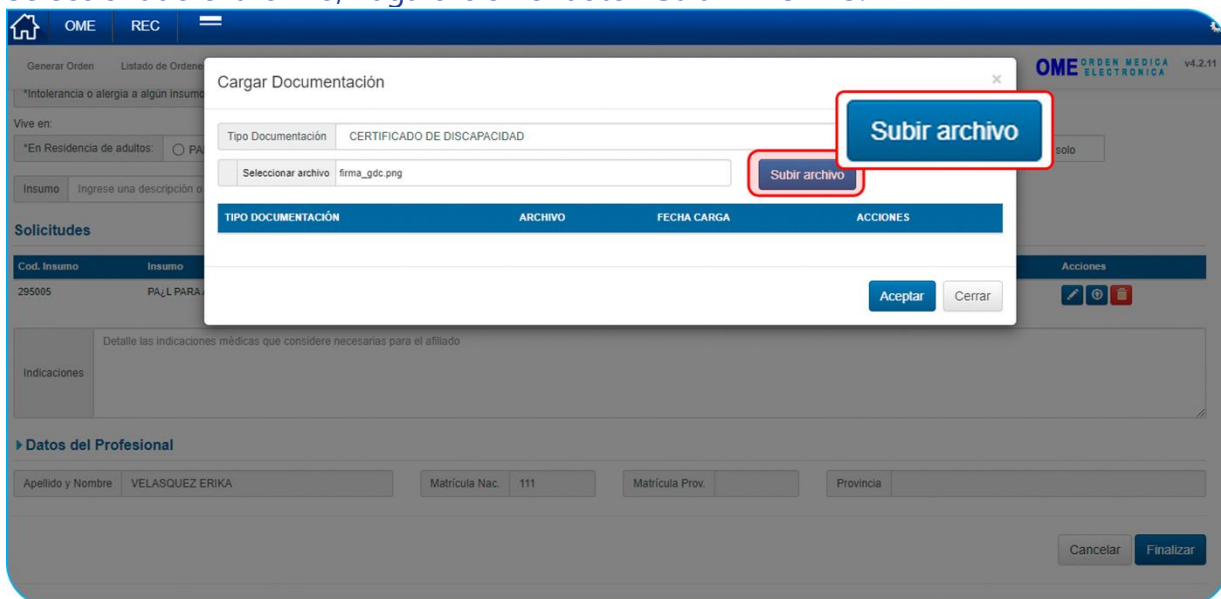 OME REC
Generar Orden Listado de Ordene
OME ORDEN MEDICA ELECTRONICA v4.2.11
*Intolerancia o alergia a algún insumo
Cargar Documentación ×
Vive en:
*En Residencia de adultos: PA
solo
Tipo Documentación CERTIFICADO DE DISCAPACIDAD
Subir archivo
Seleccionar archivo firma_gdc.png Subir archivo
Insumo Ingrese una descripción o
TIPO DOCUMENTACIÓN ARCHIVO FECHA CARGA ACCIONES
Solicitudes
Cod. Insumo Insumo Acciones
295005 PA¿L PARA
Aceptar Cerrar
Detalle las indicaciones médicas que considere necesarias para el afiliado
Indicaciones
Datos del Profesional
Apellido y Nombre VELASQUEZ ERIKA Matrícula Nac. 111 Matrícula Prov. Provincia
Cancelar Finalizar